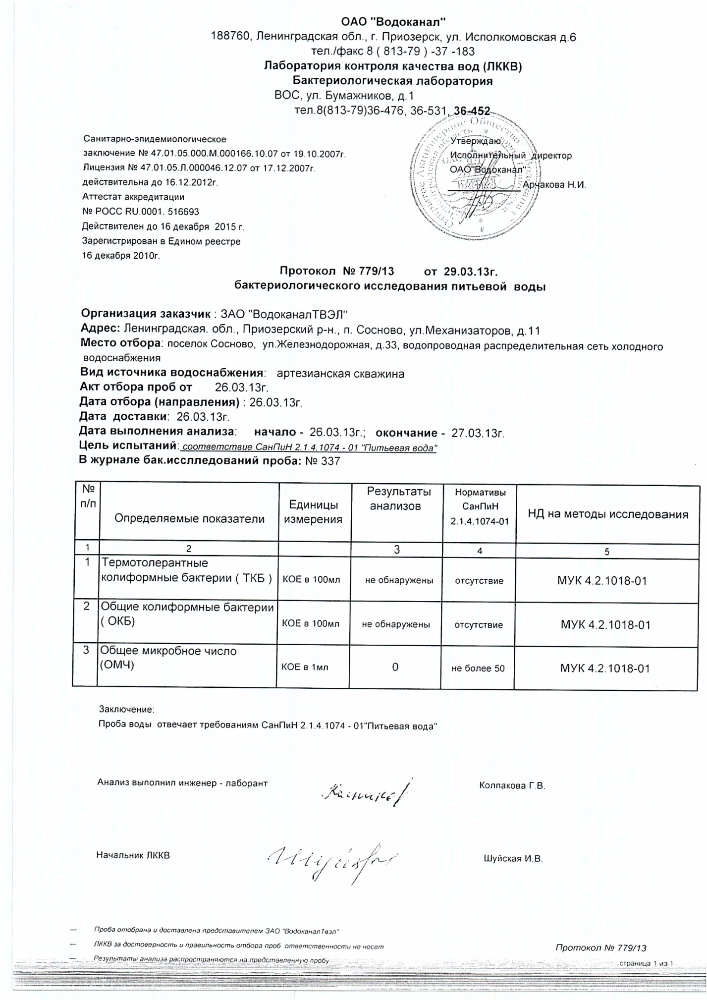 ОАО "Водоканал"
188760, Ленинградская обл., г. Приозерск, ул. Исполкомовская д.6
тел./факс 8 ( 813-79 ) -37 -183
Лаборатория контроля качества вод (ЛККВ)
Бактериологическая лаборатория
ВОС, ул. Бумажников, д.1
тел.8(813-79)36-476, 36-531, 36-452
Санитарно-эпидемиологическое
заключение № 47.01.05.000.М.000166.10.07 от 19.10.2007г.
Лицензия № 47.01.05.Л.000046.12.07 от 17.12.2007г.
действительна до 16.12.2012г.
Аттестат аккредитации
№ РОСС RU.0001. 516693
Действителен до 16 декабря 2015 г.
Зарегистрирован в Едином реестре
16 декабря 2010г.
Утверждаю
Исполнительный директор
ОАО"Водоканал"
Арчакова Н.И.
Открытое Акционерное Общество
Протокол № 779/13 от 29.03.13г.
бактериологического исследования питьевой воды
Организация заказчик : ЗАО "ВодоканалТВЭЛ"
Адрес: Ленинградская. обл., Приозерский р-н., п. Сосново, ул.Механизаторов, д.11
Место отбора: поселок Сосново, ул.Железнодорожная, д.33, водопроводная распределительная сеть холодного
водоснабжения
Вид источника водоснабжения: артезианская скважина
Акт отбора проб от 26.03.13г.
Дата отбора (направления) : 26.03.13г.
Дата доставки: 26.03.13г.
Дата выполнения анализа: начало - 26.03.13г.; окончание - 27.03.13г.
Цель испытаний: соответствие СанПиН 2.1.4.1074 - 01 "Питьевая вода"
В журнале бак.исслледований проба: № 337
№ п/п Определяемые показатели Единицы измерения Результаты анализов Нормативы СанПиН 2.1.4.1074-01 НД на методы исследования
1 2 3 4 5
1 Термотолерантные
колиформные бактерии ( ТКБ ) КОЕ в 100мл не обнаружены отсутствие МУК 4.2.1018-01
2 Общие колиформные бактерии
( ОКБ) КОЕ в 100мл не обнаружены отсутствие МУК 4.2.1018-01
3 Общее микробное число
(ОМЧ) КОЕ в 1мл 0 не более 50 МУК 4.2.1018-01
Заключение:
Проба воды отвечает требованиям СанПиН 2.1.4.1074 - 01"Питьевая вода"
Анализ выполнил инженер - лаборант Колпакова Г.В.
Начальник ЛККВ Шуйская И.В.
— Проба отобрана и доставлена представителем ЗАО "ВодоканалТвэл"
— ЛККВ за достоверность и правильность отбора проб ответственности не несет
— Результаты анализа распространяются на представленную пробу
Протокол № 779/13
страница 1 из 1